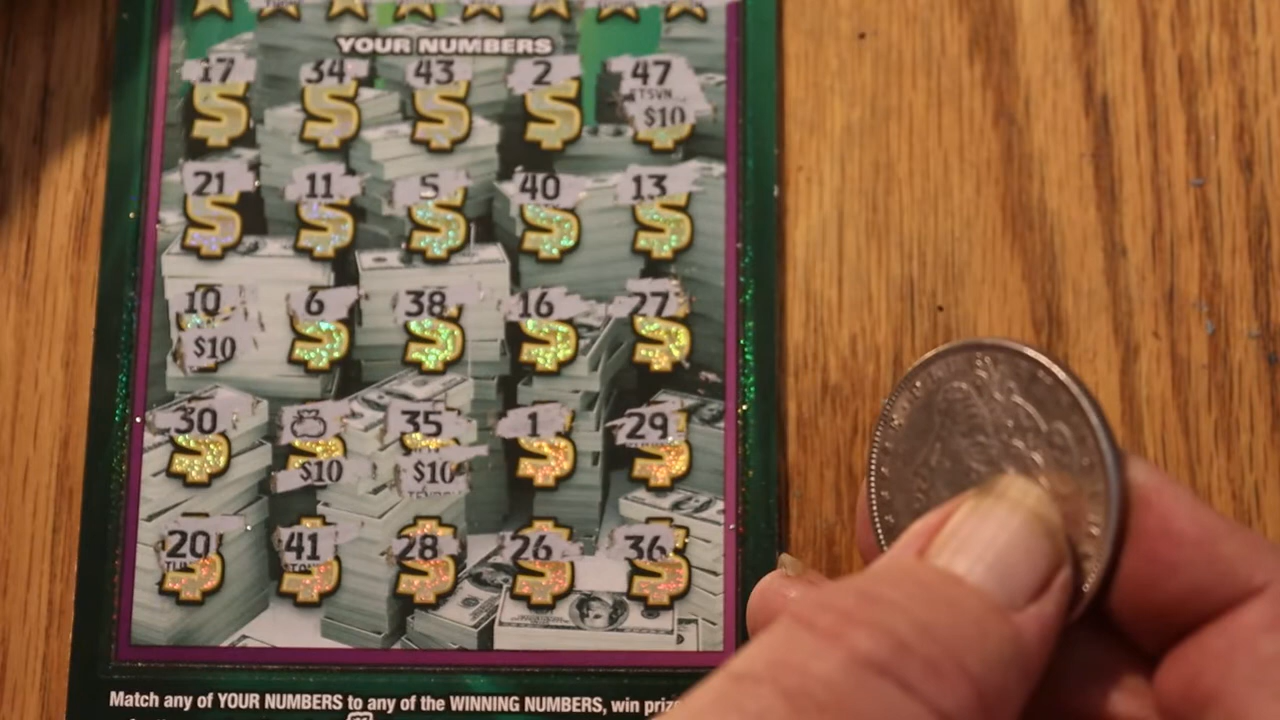 YOUR NUMBERS
17 34 43 2 47
ETSVN
$10
21 11 5 40 13
10 6 38 16 27
$10
30 35 1 29
$10 $10
20 41 28 26 36
Match any of YOUR NUMBERS to any of the WINNING NUMBERS, win